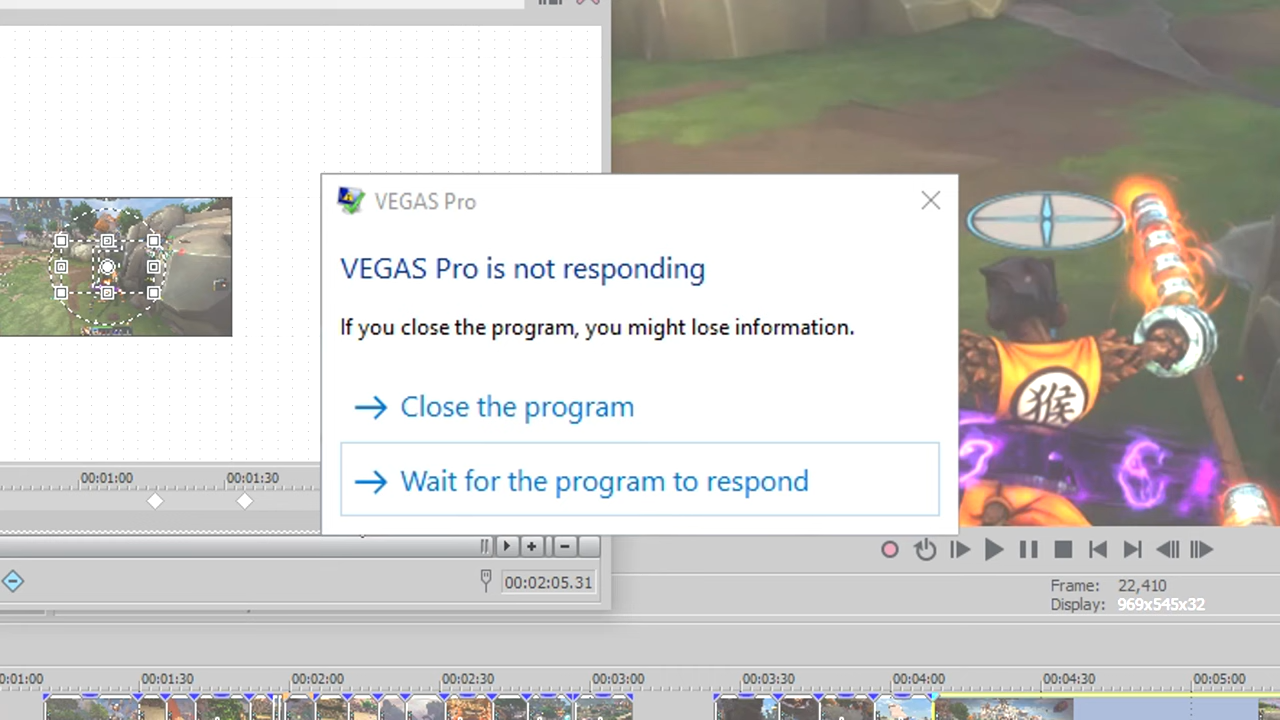 VEGAS Pro
VEGAS Pro is not responding
If you close the program, you might lose information.
Close the program
Wait for the program to respond
猴
00:01:00 00:01:30
00:02:05.31
Frame: 22,410
Display: 969x545x32
0:01:00 00:01:30 00:02:00 00:02:30 00:03:00 00:03:30 00:04:00 00:04:30 00:05:00